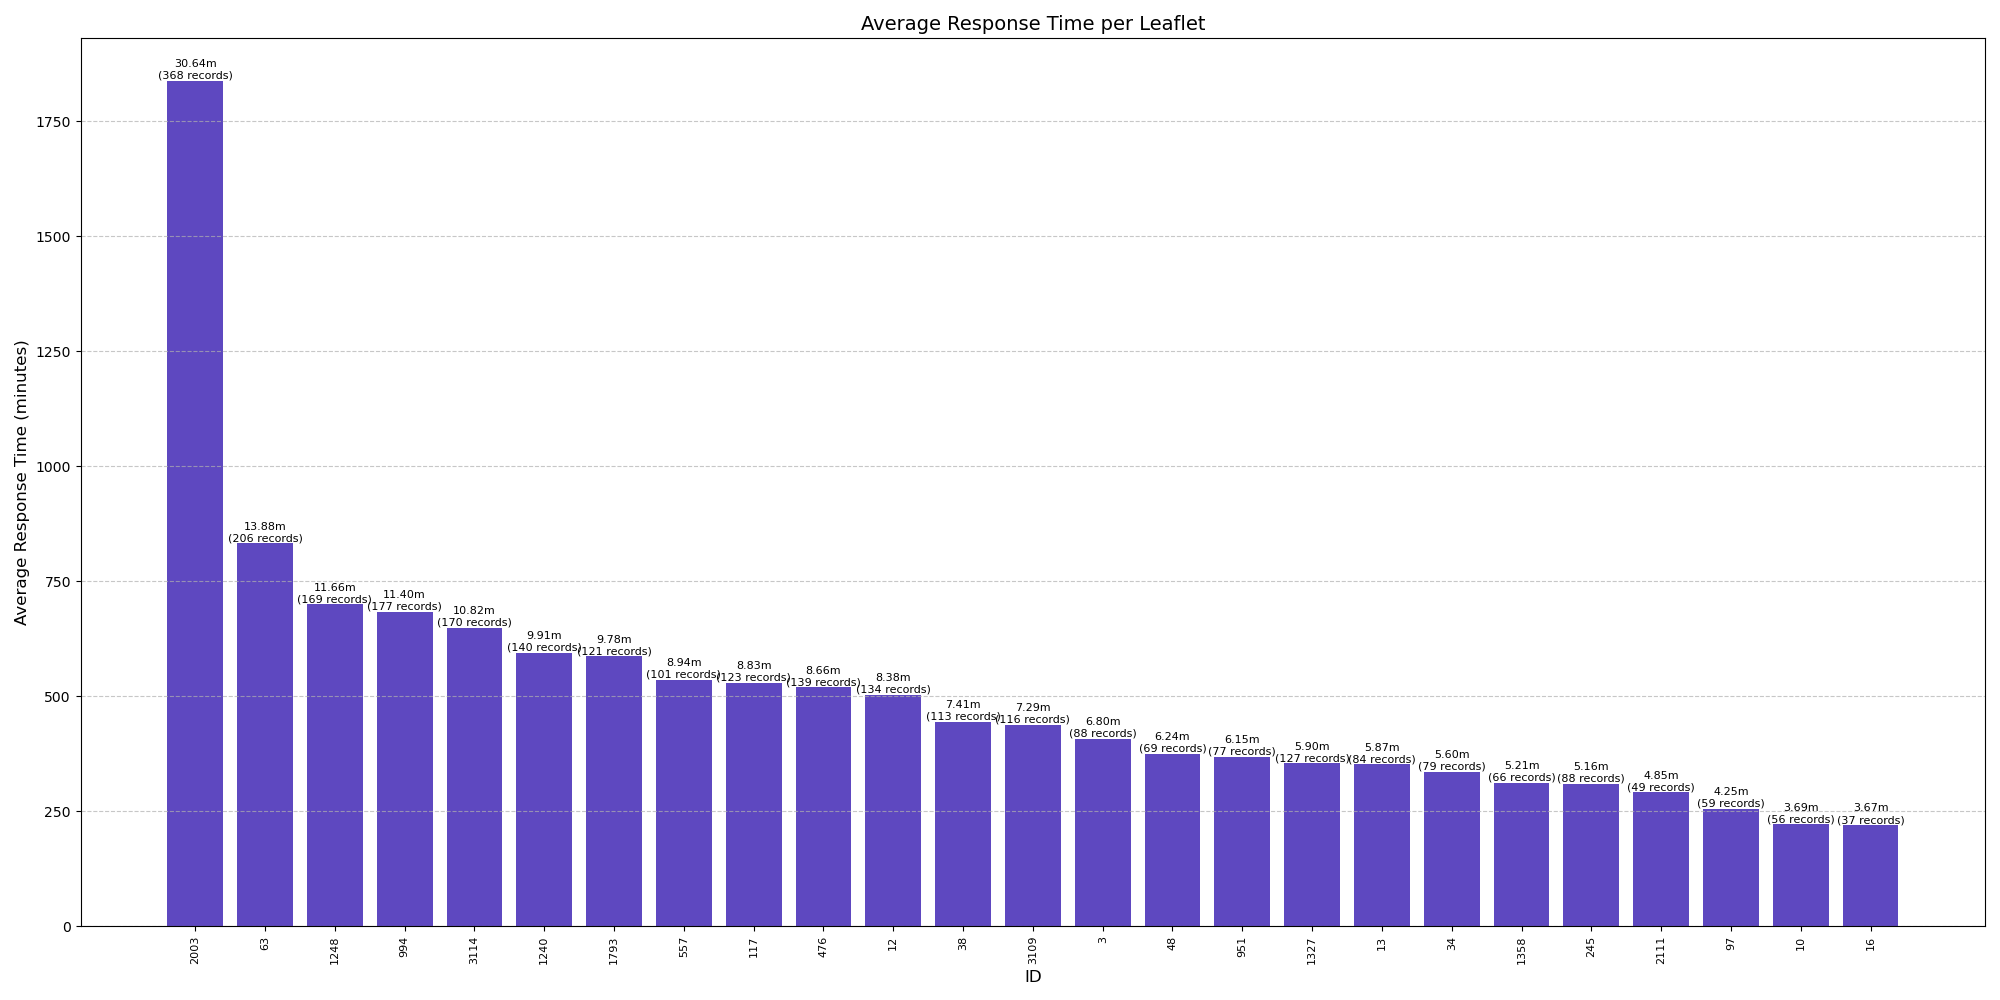 Average Response Time per Leaflet
Average Response Time (minutes)
1750
1500
1250
1000
750
500
250
0
30.64m
(368 records)
13.88m
(206 records)
11.66m
(169 records)
11.40m
(177 records)
10.82m
(170 records)
9.91m
(140 records)
9.78m
(121 records)
8.94m
(101 records)
8.83m
(123 records)
8.66m
(139 records)
8.38m
(134 records)
7.41m
(113 records)
7.29m
(116 records)
6.80m
(88 records)
6.24m
(69 records)
6.15m
(77 records)
5.90m
(127 records)
5.87m
(84 records)
5.60m
(79 records)
5.21m
(66 records)
5.16m
(88 records)
4.85m
(49 records)
4.25m
(59 records)
3.69m
(56 records)
3.67m
(37 records)
2003
63
1248
994
3114
1240
1793
557
117
476
12
38
3109
3
48
951
1327
13
34
1358
245
2111
97
10
16
ID